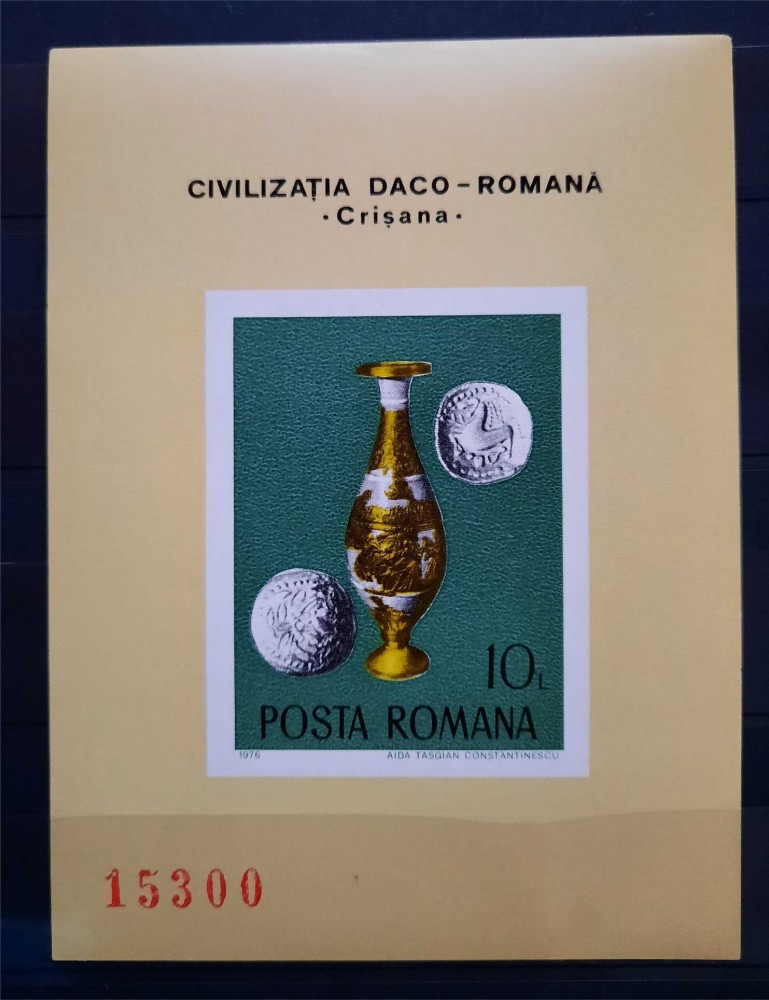 CIVILIZAȚIA DACO - ROMANĂ
• Crișana •
10L
POSTA ROMANA
1976 AIDA TASGIAN CONSTANTINESCU
15300